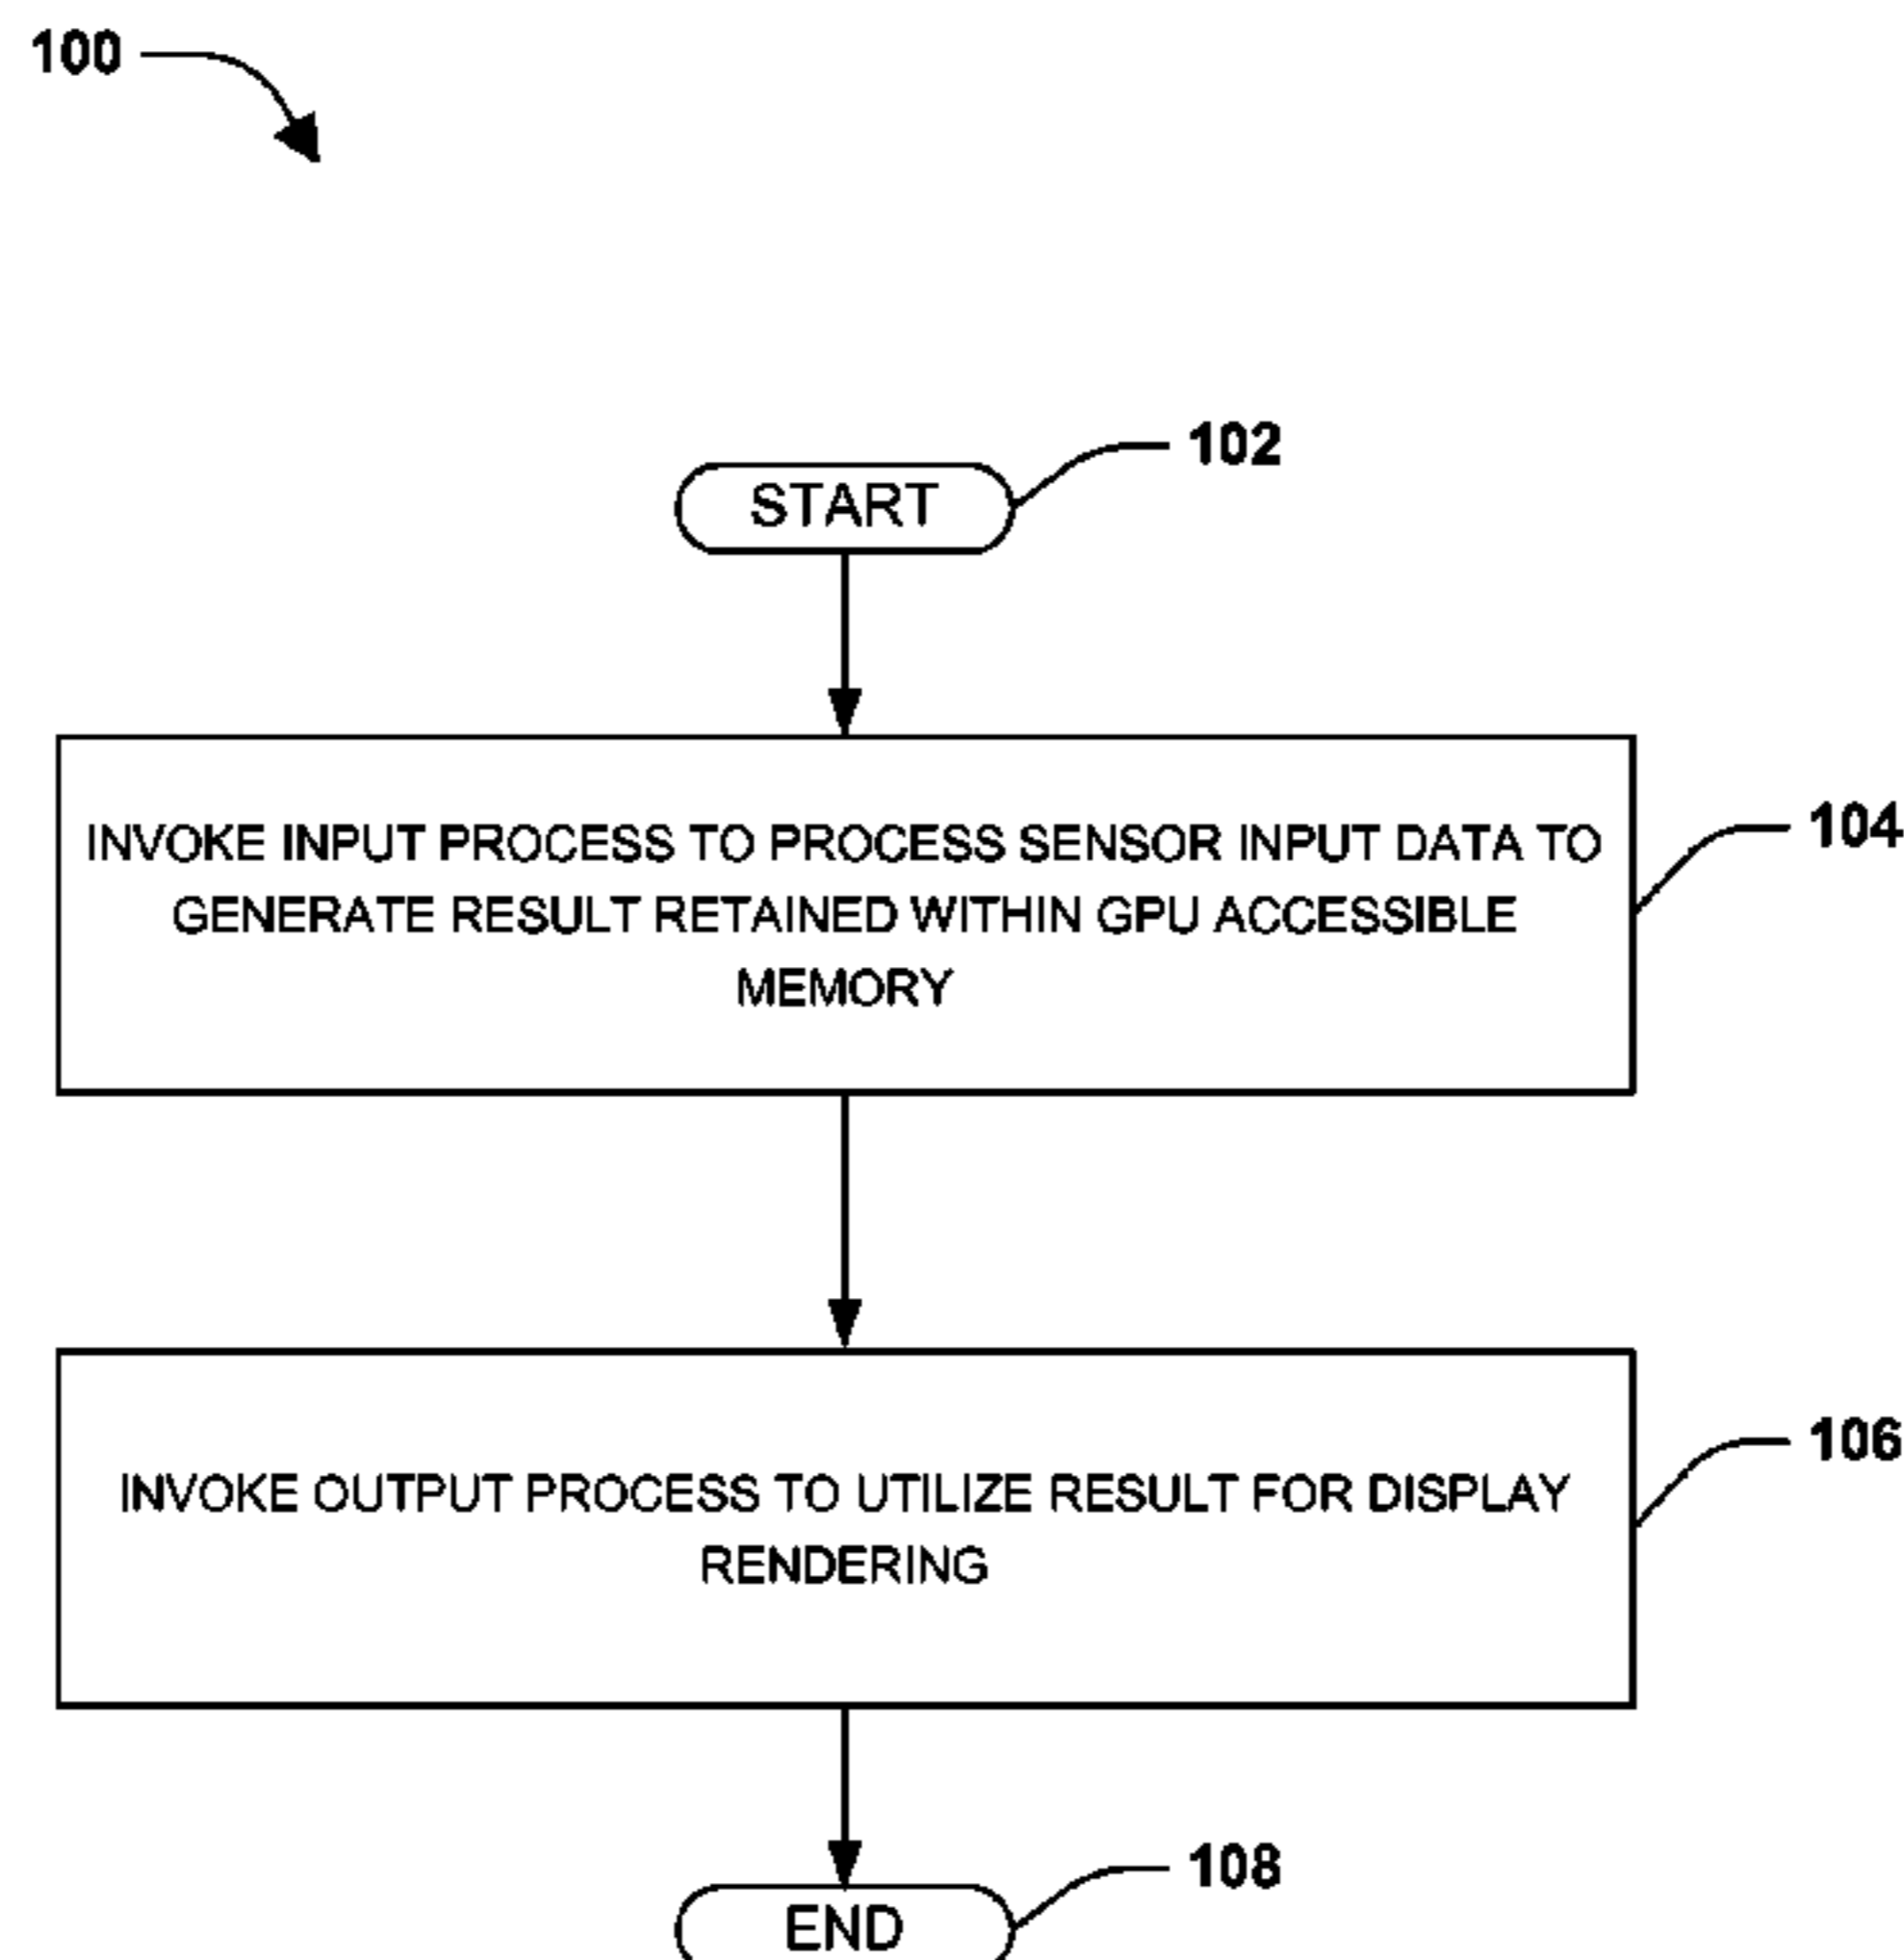 100
102
START
104
INVOKE INPUT PROCESS TO PROCESS SENSOR INPUT DATA TO
GENERATE RESULT RETAINED WITHIN GPU ACCESSIBLE
MEMORY
106
INVOKE OUTPUT PROCESS TO UTILIZE RESULT FOR DISPLAY
RENDERING
108
END